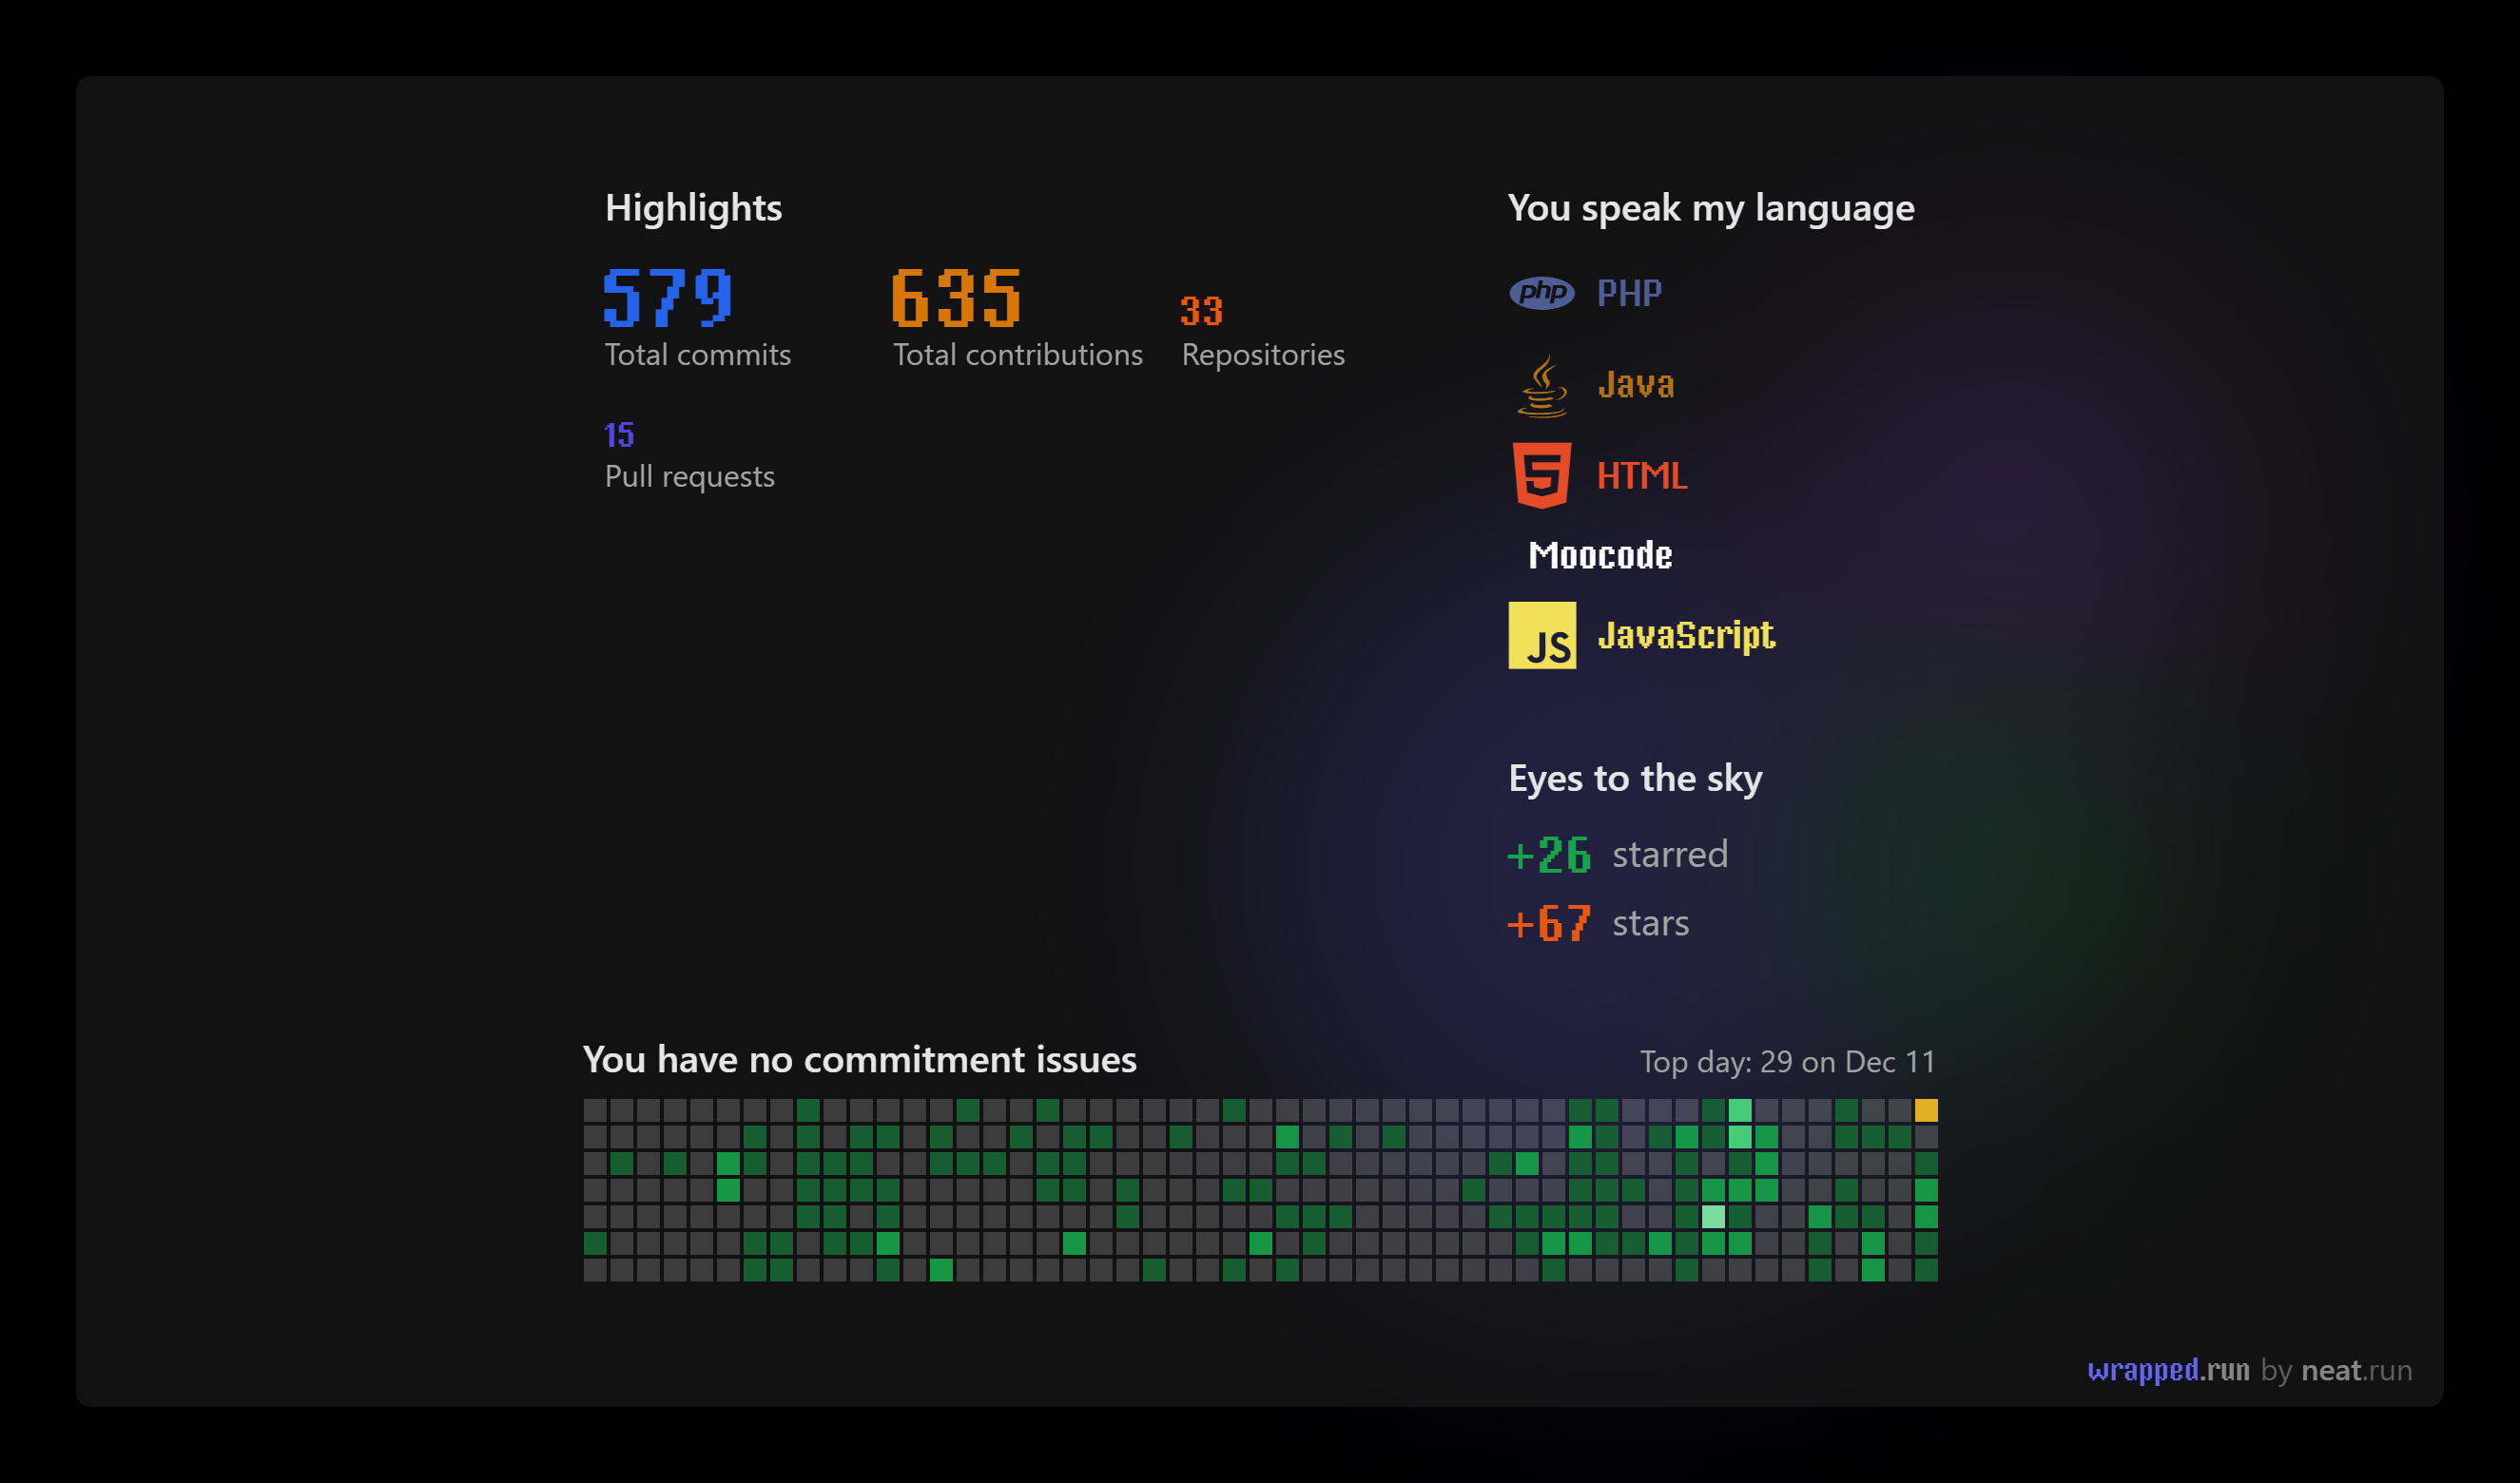 Highlights
579
Total commits
635
Total contributions
33
Repositories
15
Pull requests
You speak my language
php PHP
Java
HTML
Moocode
JS JavaScript
Eyes to the sky
+26 starred
+67 stars
You have no commitment issues
Top day: 29 on Dec 11
wrapped.run by neat.run